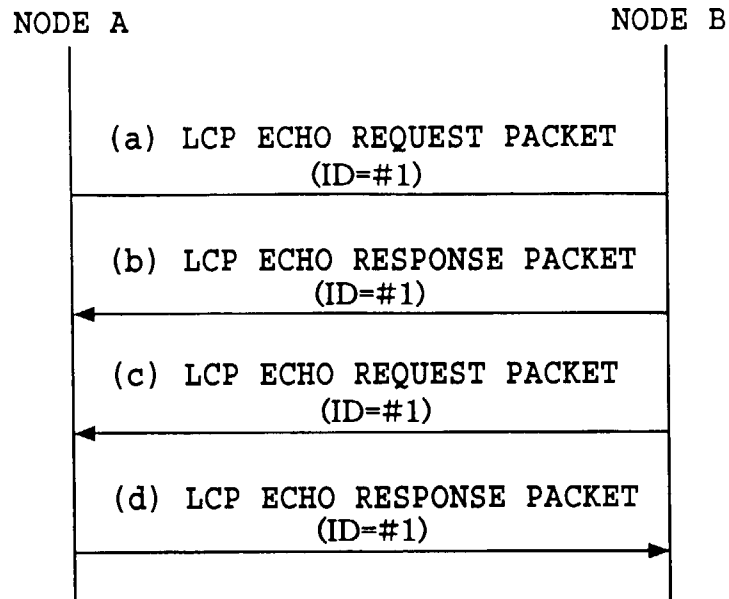 NODE A
NODE B
(a) LCP ECHO REQUEST PACKET
(ID=#1)
(b) LCP ECHO RESPONSE PACKET
(ID=#1)
(c) LCP ECHO REQUEST PACKET
(ID=#1)
(d) LCP ECHO RESPONSE PACKET
(ID=#1)